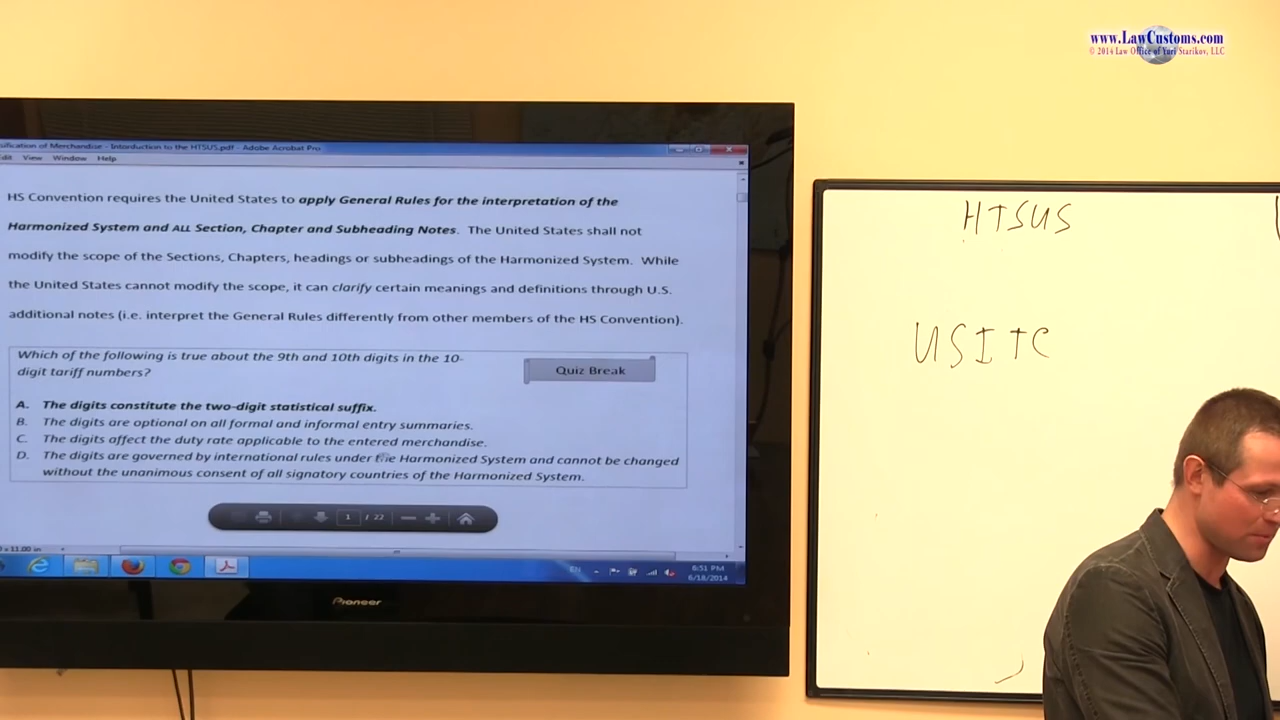 www.LawCustoms.com
© 2014 Law Office of Yuri Starikov, LLC
sification of Merchandise - Intorduction to the HTSUS.pdf - Adobe Acrobat Pro
Edit View Window Help
HS Convention requires the United States to apply General Rules for the interpretation of the
Harmonized System and ALL Section, Chapter and Subheading Notes. The United States shall not
modify the scope of the Sections, Chapters, headings or subheadings of the Harmonized System. While
the United States cannot modify the scope, it can clarify certain meanings and definitions through U.S.
additional notes (i.e. interpret the General Rules differently from other members of the HS Convention).
Which of the following is true about the 9th and 10th digits in the 10-
digit tariff numbers?
Quiz Break
A. The digits constitute the two-digit statistical suffix.
B. The digits are optional on all formal and informal entry summaries.
C. The digits affect the duty rate applicable to the entered merchandise.
D. The digits are governed by international rules under the Harmonized System and cannot be changed
without the unanimous consent of all signatory countries of the Harmonized System.
1 / 22
x 11.00 in
EN
8:51 PM
6/18/2014
Pioneer
HTSUS
USITC